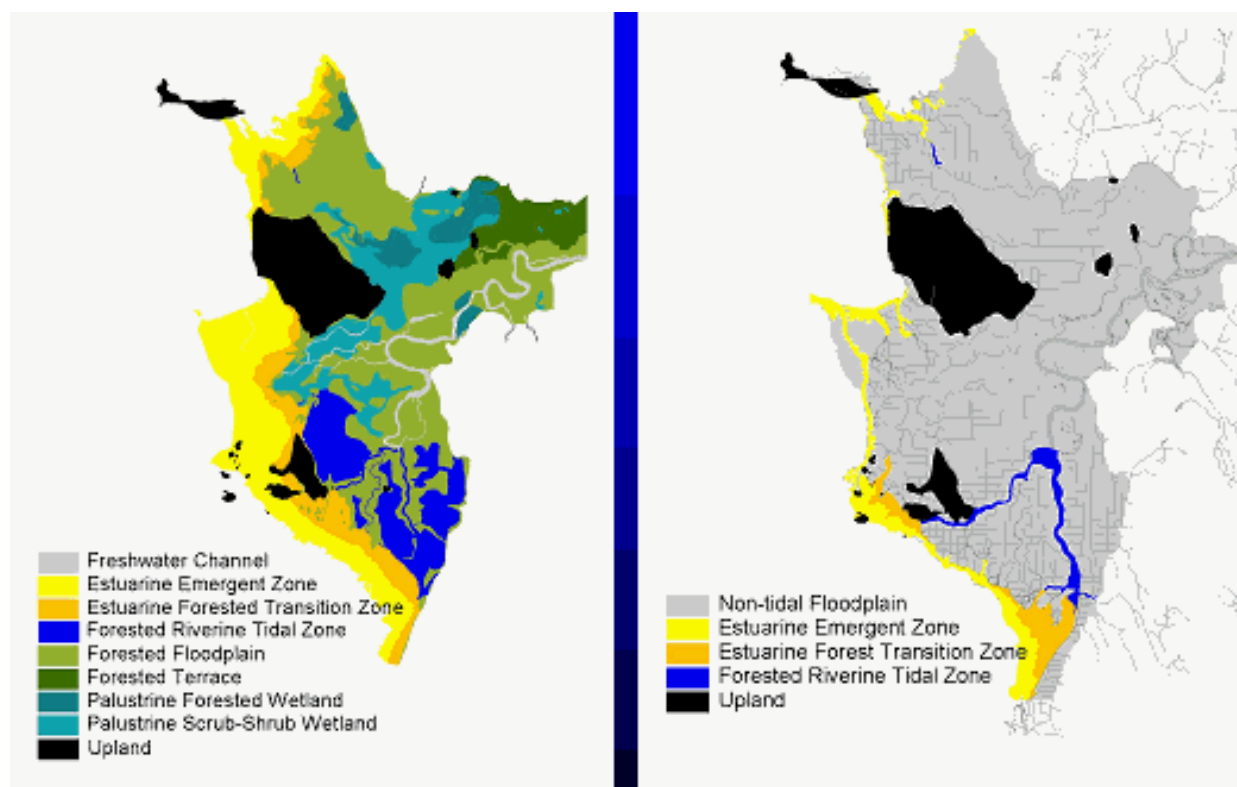 Freshwater Channel
Estuarine Emergent Zone
Estuarine Forested Transition Zone
Forested Riverine Tidal Zone
Forested Floodplain
Forested Terrace
Palustrine Forested Wetland
Palustrine Scrub-Shrub Wetland
Upland
Non-tidal Floodplain
Estuarine Emergent Zone
Estuarine Forest Transition Zone
Forested Riverine Tidal Zone
Upland